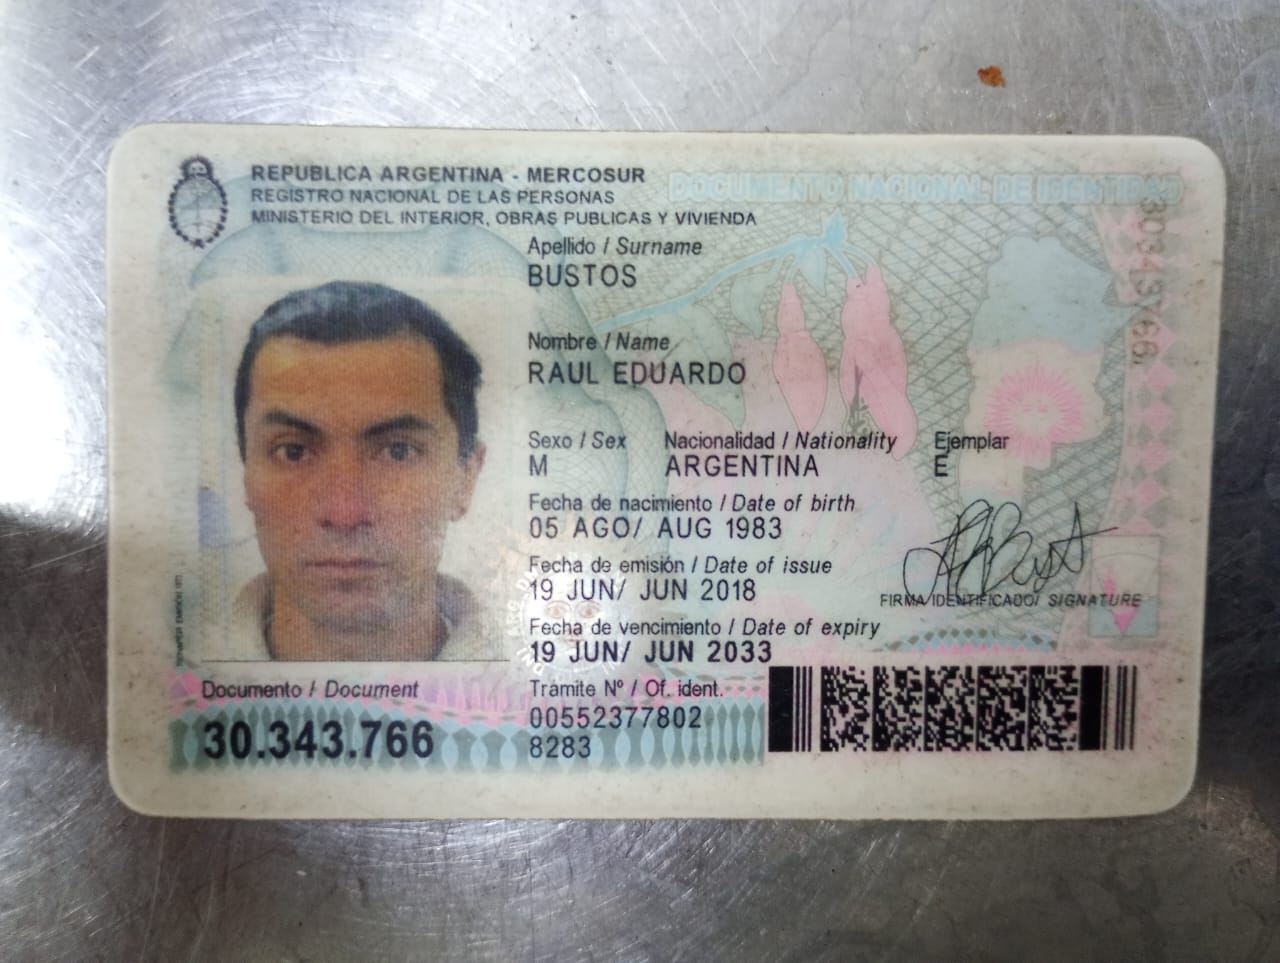 REPUBLICA ARGENTINA - MERCOSUR
REGISTRO NACIONAL DE LAS PERSONAS
MINISTERIO DEL INTERIOR, OBRAS PUBLICAS Y VIVIENDA
DOCUMENTO NACIONAL DE IDENTIDAD
Apellido / Surname
BUSTOS
Nombre / Name
RAUL EDUARDO
Sexo / Sex Nacionalidad / Nationality Ejemplar
M ARGENTINA E
Fecha de nacimiento / Date of birth
05 AGO/ AUG 1983
Fecha de emisión / Date of issue
19 JUN/ JUN 2018
FIRMA IDENTIFICADO/ SIGNATURE
Fecha de vencimiento / Date of expiry
19 JUN/ JUN 2033
Documento / Document
30.343.766
Tramite Nº / Of. ident.
00552377802
8283
30343766